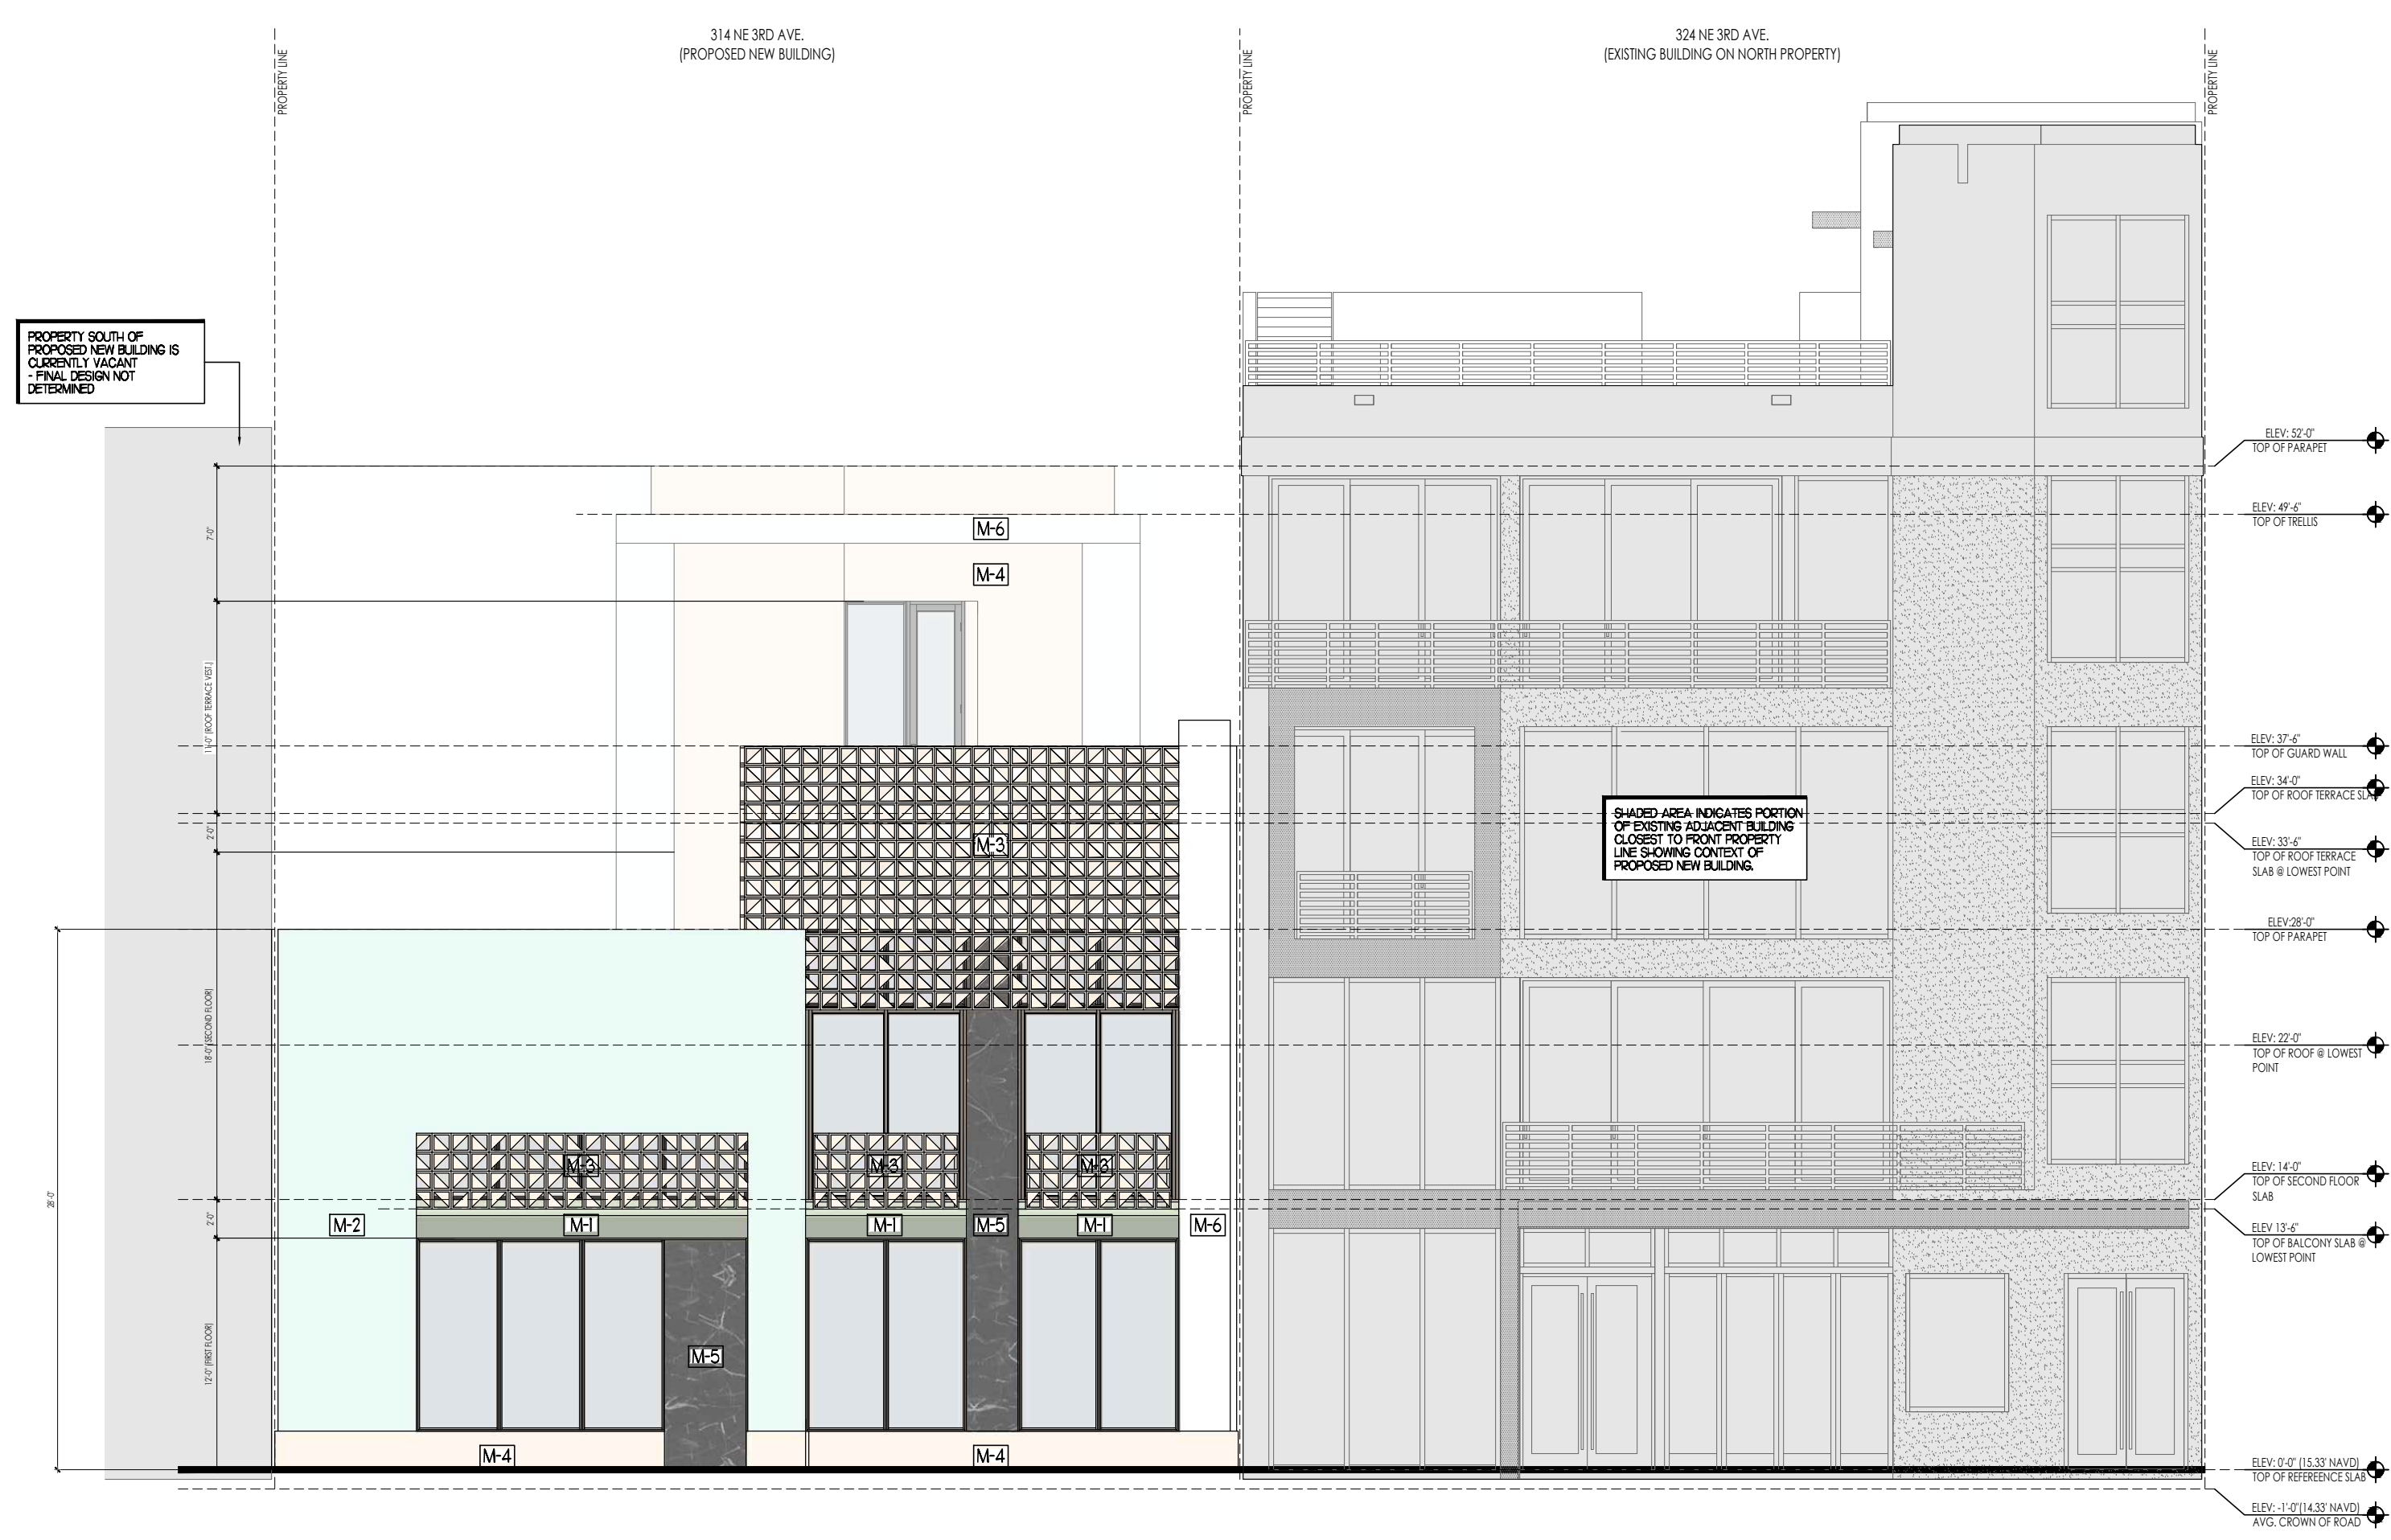 314 NE 3RD AVE.
(PROPOSED NEW BUILDING)
324 NE 3RD AVE.
(EXISTING BUILDING ON NORTH PROPERTY)
PROPERTY LINE
PROPERTY LINE
PROPERTY LINE
PROPERTY SOUTH OF
PROPOSED NEW BUILDING IS
CURRENTLY VACANT
- FINAL DESIGN NOT
DETERMINED
SHADED AREA INDICATES PORTION
OF EXISTING ADJACENT BUILDING
CLOSEST TO FRONT PROPERTY
LINE SHOWING CONTEXT OF
PROPOSED NEW BUILDING.
7'-0"
11'-0" (ROOF TERRACE VEST.)
2'-0"
18'-0" (SECOND FLOOR)
2'-0"
12'-0" (FIRST FLOOR)
28'-0"
M-6
M-4
M-3
M-3
M-3
M-3
M-2
M-1
M-1
M-5
M-1
M-6
M-5
M-4
M-4
ELEV: 52'-0"
TOP OF PARAPET
ELEV: 49'-6"
TOP OF TRELLIS
ELEV: 37'-6"
TOP OF GUARD WALL
ELEV: 34'-0"
TOP OF ROOF TERRACE SLAB
ELEV: 33'-6"
TOP OF ROOF TERRACE
SLAB @ LOWEST POINT
ELEV:28'-0"
TOP OF PARAPET
ELEV: 22'-0"
TOP OF ROOF @ LOWEST
POINT
ELEV: 14'-0"
TOP OF SECOND FLOOR
SLAB
ELEV 13'-6"
TOP OF BALCONY SLAB @
LOWEST POINT
ELEV: 0'-0" (15.33' NAVD)
TOP OF REFEREENCE SLAB
ELEV: -1'-0"(14.33' NAVD)
AVG. CROWN OF ROAD